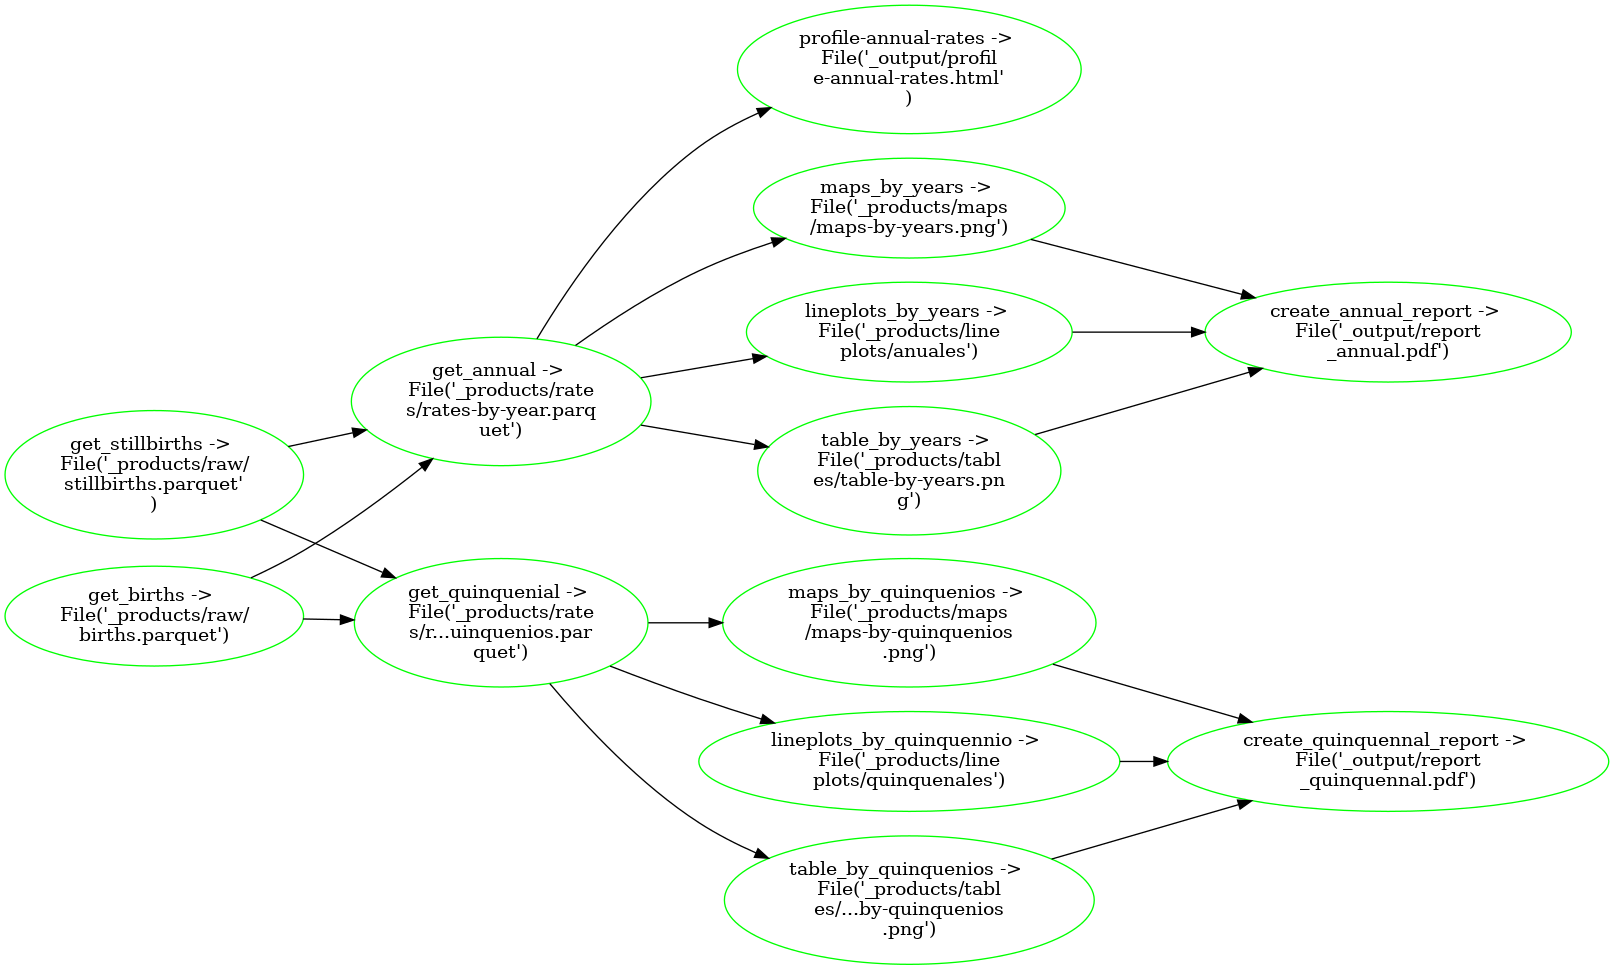 profile-annual-rates ->
File('_output/profil
e-annual-rates.html'
)
maps_by_years ->
File('_products/maps
/maps-by-years.png')
lineplots_by_years ->
File('_products/line
plots/anuales')
create_annual_report ->
File('_output/report
_annual.pdf')
get_annual ->
File('_products/rate
s/rates-by-year.parq
uet')
table_by_years ->
File('_products/tabl
es/table-by-years.pn
g')
get_stillbirths ->
File('_products/raw/
stillbirths.parquet'
)
get_births ->
File('_products/raw/
births.parquet')
get_quinquenial ->
File('_products/rate
s/r...uinquenios.par
quet')
maps_by_quinquenios ->
File('_products/maps
/maps-by-quinquenios
.png')
lineplots_by_quinquennio ->
File('_products/line
plots/quinquenales')
create_quinquennal_report ->
File('_output/report
_quinquennal.pdf')
table_by_quinquenios ->
File('_products/tabl
es/...by-quinquenios
.png')